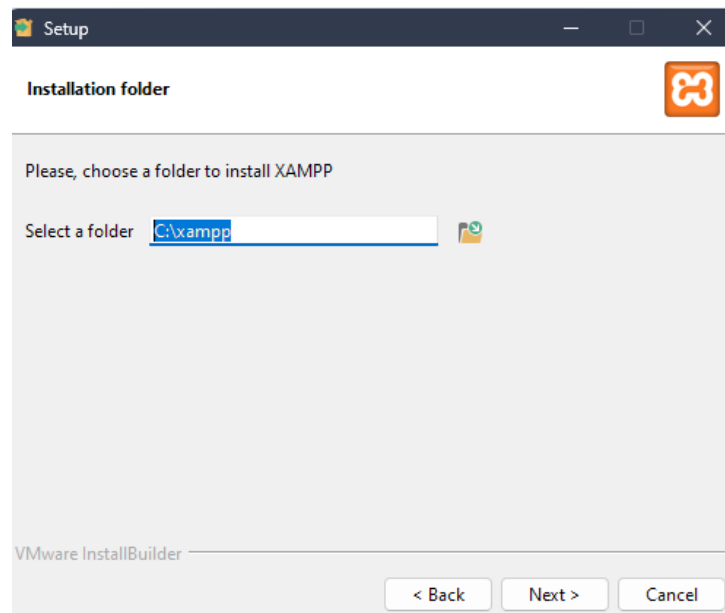 Setup
Installation folder
Please, choose a folder to install XAMPP
Select a folder C:\xampp
VMware InstallBuilder
< Back Next > Cancel